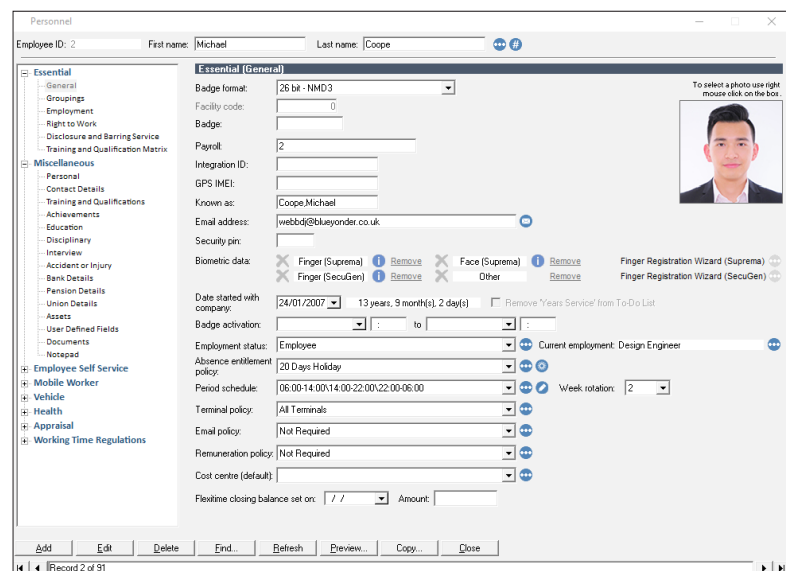 Personnel
Employee ID: 2 First name: Michael Last name: Coope #
Essential
General
Groupings
Employment
Right to Work
Disclosure and Barring Service
Training and Qualification Matrix
Miscellaneous
Personal
Contact Details
Training and Qualifications
Achievements
Education
Disciplinary
Interview
Accident or Injury
Bank Details
Pension Details
Union Details
Assets
User Defined Fields
Documents
Notepad
Employee Self Service
Mobile Worker
Vehicle
Health
Appraisal
Working Time Regulations
Essential (General)
Badge format: 26 bit - NMD3
To select a photo use right
mouse click on the box.
Facility code: 0
Badge:
Payroll: 2
Integration ID:
GPS IMEI:
Known as: Coope,Michael
Email address: webbdj@blueyonder.co.uk
Security pin:
Biometric data: Finger (Suprema) i Remove Face (Suprema) i Remove Finger Registration Wizard (Suprema)
Finger (SecuGen) i Remove Other Remove Finger Registration Wizard (SecuGen)
Date started with
company: 24/01/2007 13 years, 9 month(s), 2 day(s) Remove 'Years Service' from To-Do List
Badge activation: : to :
Employment status: Employee Current employment: Design Engineer
Absence entitlement
policy: 20 Days Holiday
Period schedule: 06:00-14:00\14:00-22:00\22:00-06:00 Week rotation: 2
Terminal policy: All Terminals
Email policy: Not Required
Remuneration policy: Not Required
Cost centre (default):
Flexitime closing balance set on: / / Amount:
Add Edit Delete Find... Refresh Preview... Copy... Close
Record 2 of 91